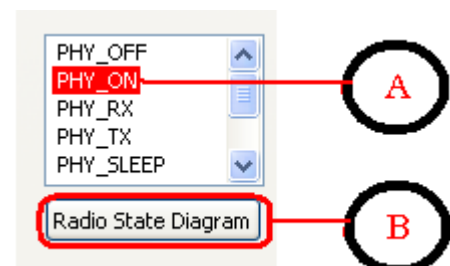 PHY_OFF
PHY_ON
A
PHY_RX
PHY_TX
PHY_SLEEP
Radio State Diagram
B